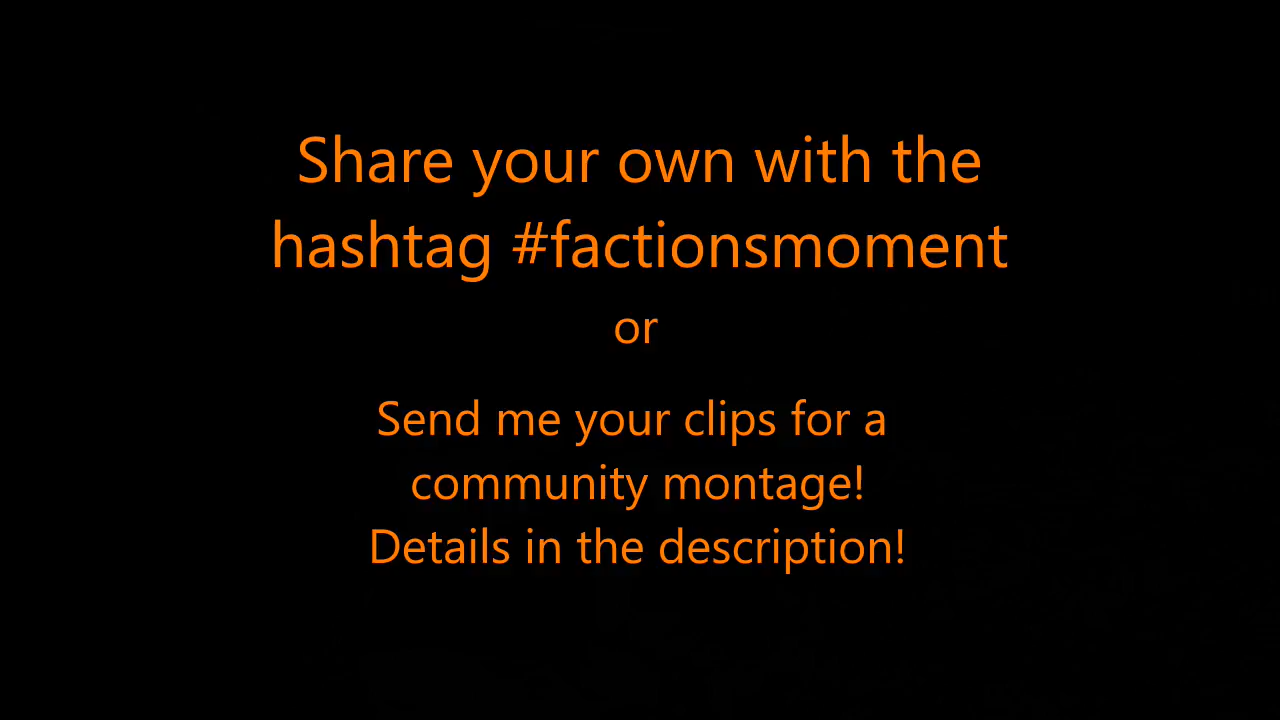 Share your own with the
hashtag #factionsmoment
or
Send me your clips for a
community montage!
Details in the description!